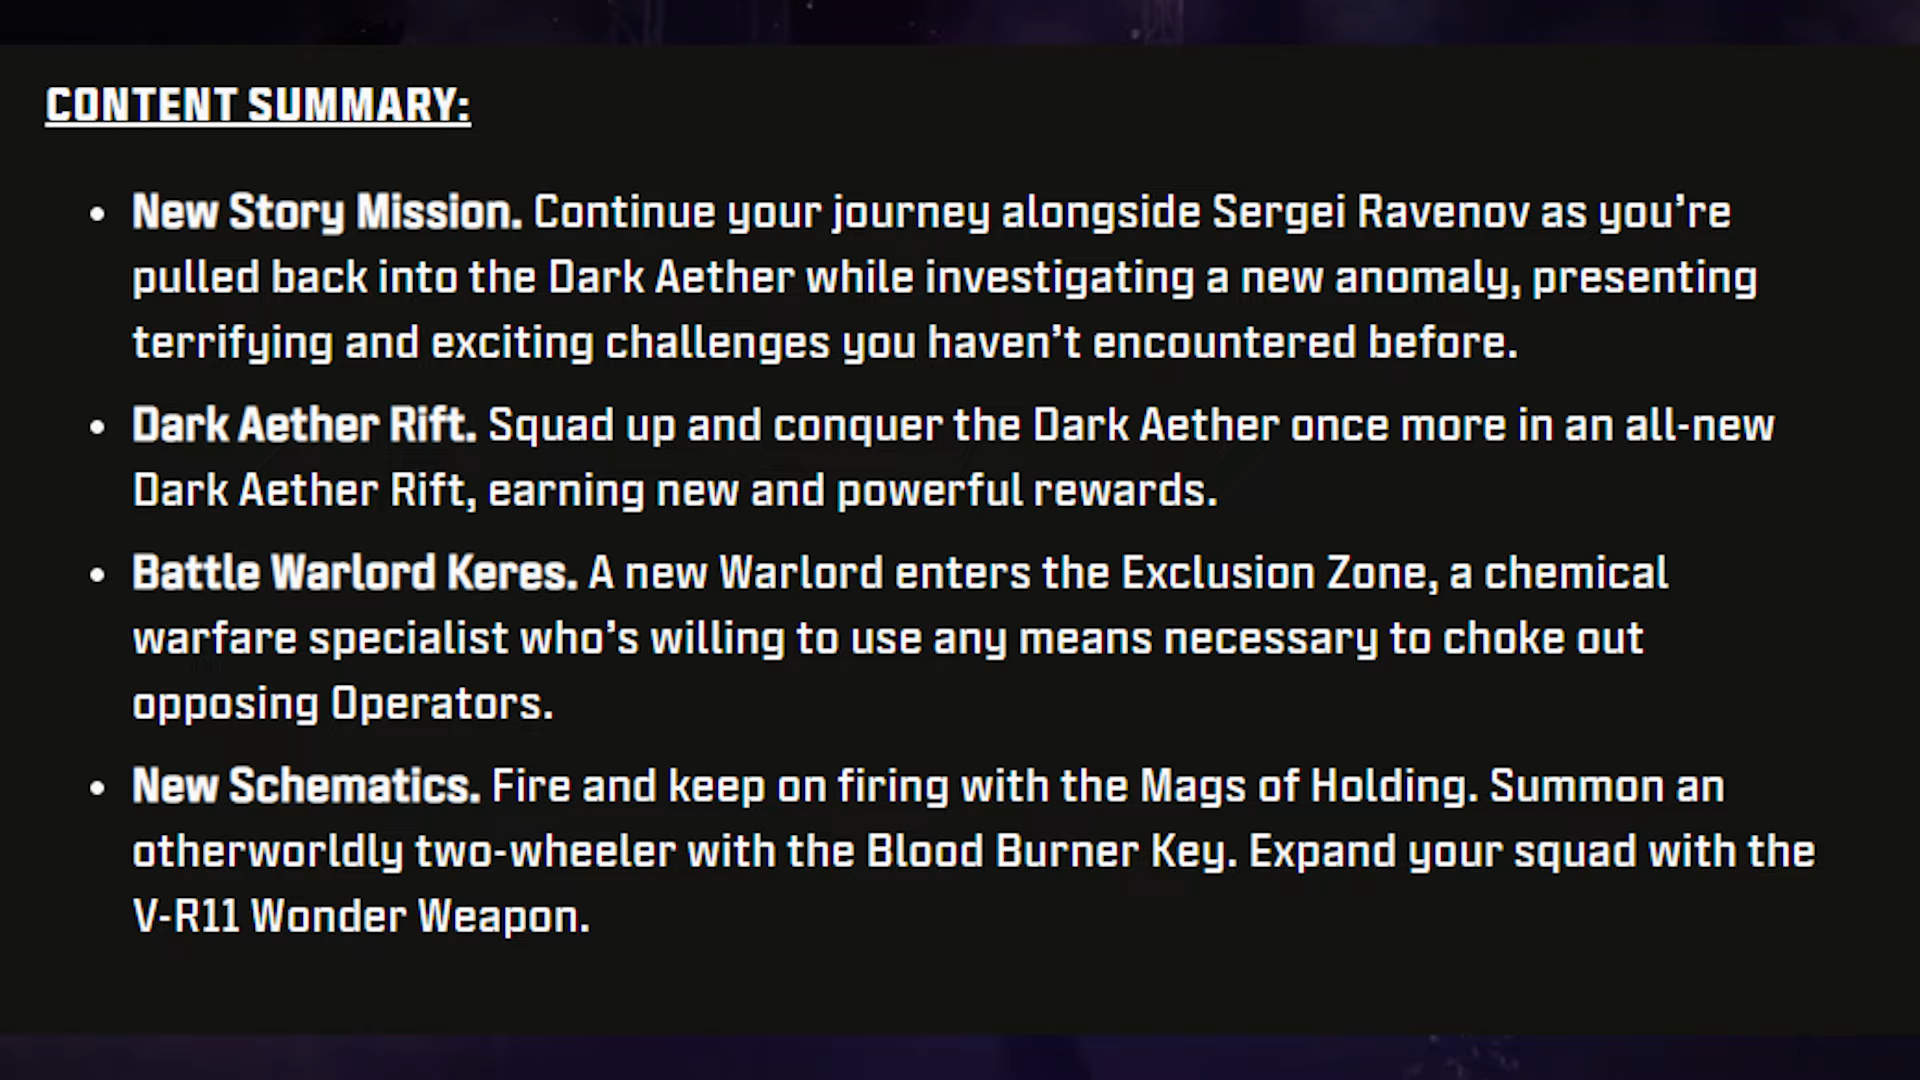 CONTENT SUMMARY:
• New Story Mission. Continue your journey alongside Sergei Ravenov as you’re
pulled back into the Dark Aether while investigating a new anomaly, presenting
terrifying and exciting challenges you haven’t encountered before.
• Dark Aether Rift. Squad up and conquer the Dark Aether once more in an all-new
Dark Aether Rift, earning new and powerful rewards.
• Battle Warlord Keres. A new Warlord enters the Exclusion Zone, a chemical
warfare specialist who’s willing to use any means necessary to choke out
opposing Operators.
• New Schematics. Fire and keep on firing with the Mags of Holding. Summon an
otherworldly two-wheeler with the Blood Burner Key. Expand your squad with the
V-R11 Wonder Weapon.